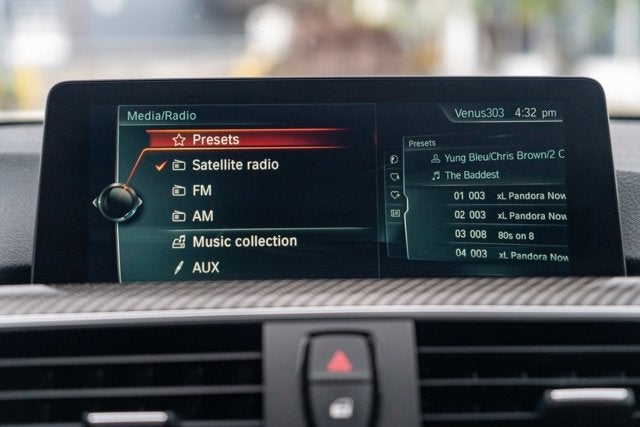 Media/Radio
Venus303 4:32 pm
Presets
Satellite radio
FM
AM
Music collection
AUX
Presets
Yung Bleu/Chris Brown/2 C
The Baddest
01 003 xL Pandora Now
02 003 xL Pandora Now
03 008 80s on 8
04 003 xL Pandora Now